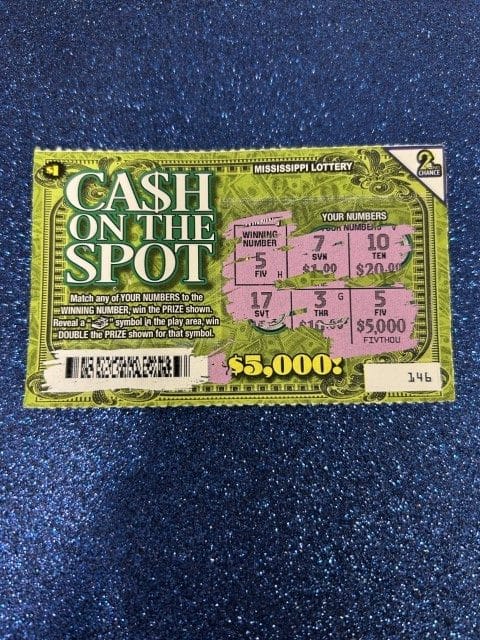 $1
MISSISSIPPI LOTTERY
2nd
CHANCE
CA$H
ON THE
SPOT
Match any of YOUR NUMBERS to the
WINNING NUMBER, win the PRIZE shown.
Reveal a "
" symbol in the play area, win
DOUBLE the PRIZE shown for that symbol.
YOUR NUMBERS
WINNING
NUMBER
5
FIV H
7
SVN
$1.00
10
TEN
$20.00
17
SVT
3 G
THR
5
$5,000
FIVTHOU
$5,000!
146